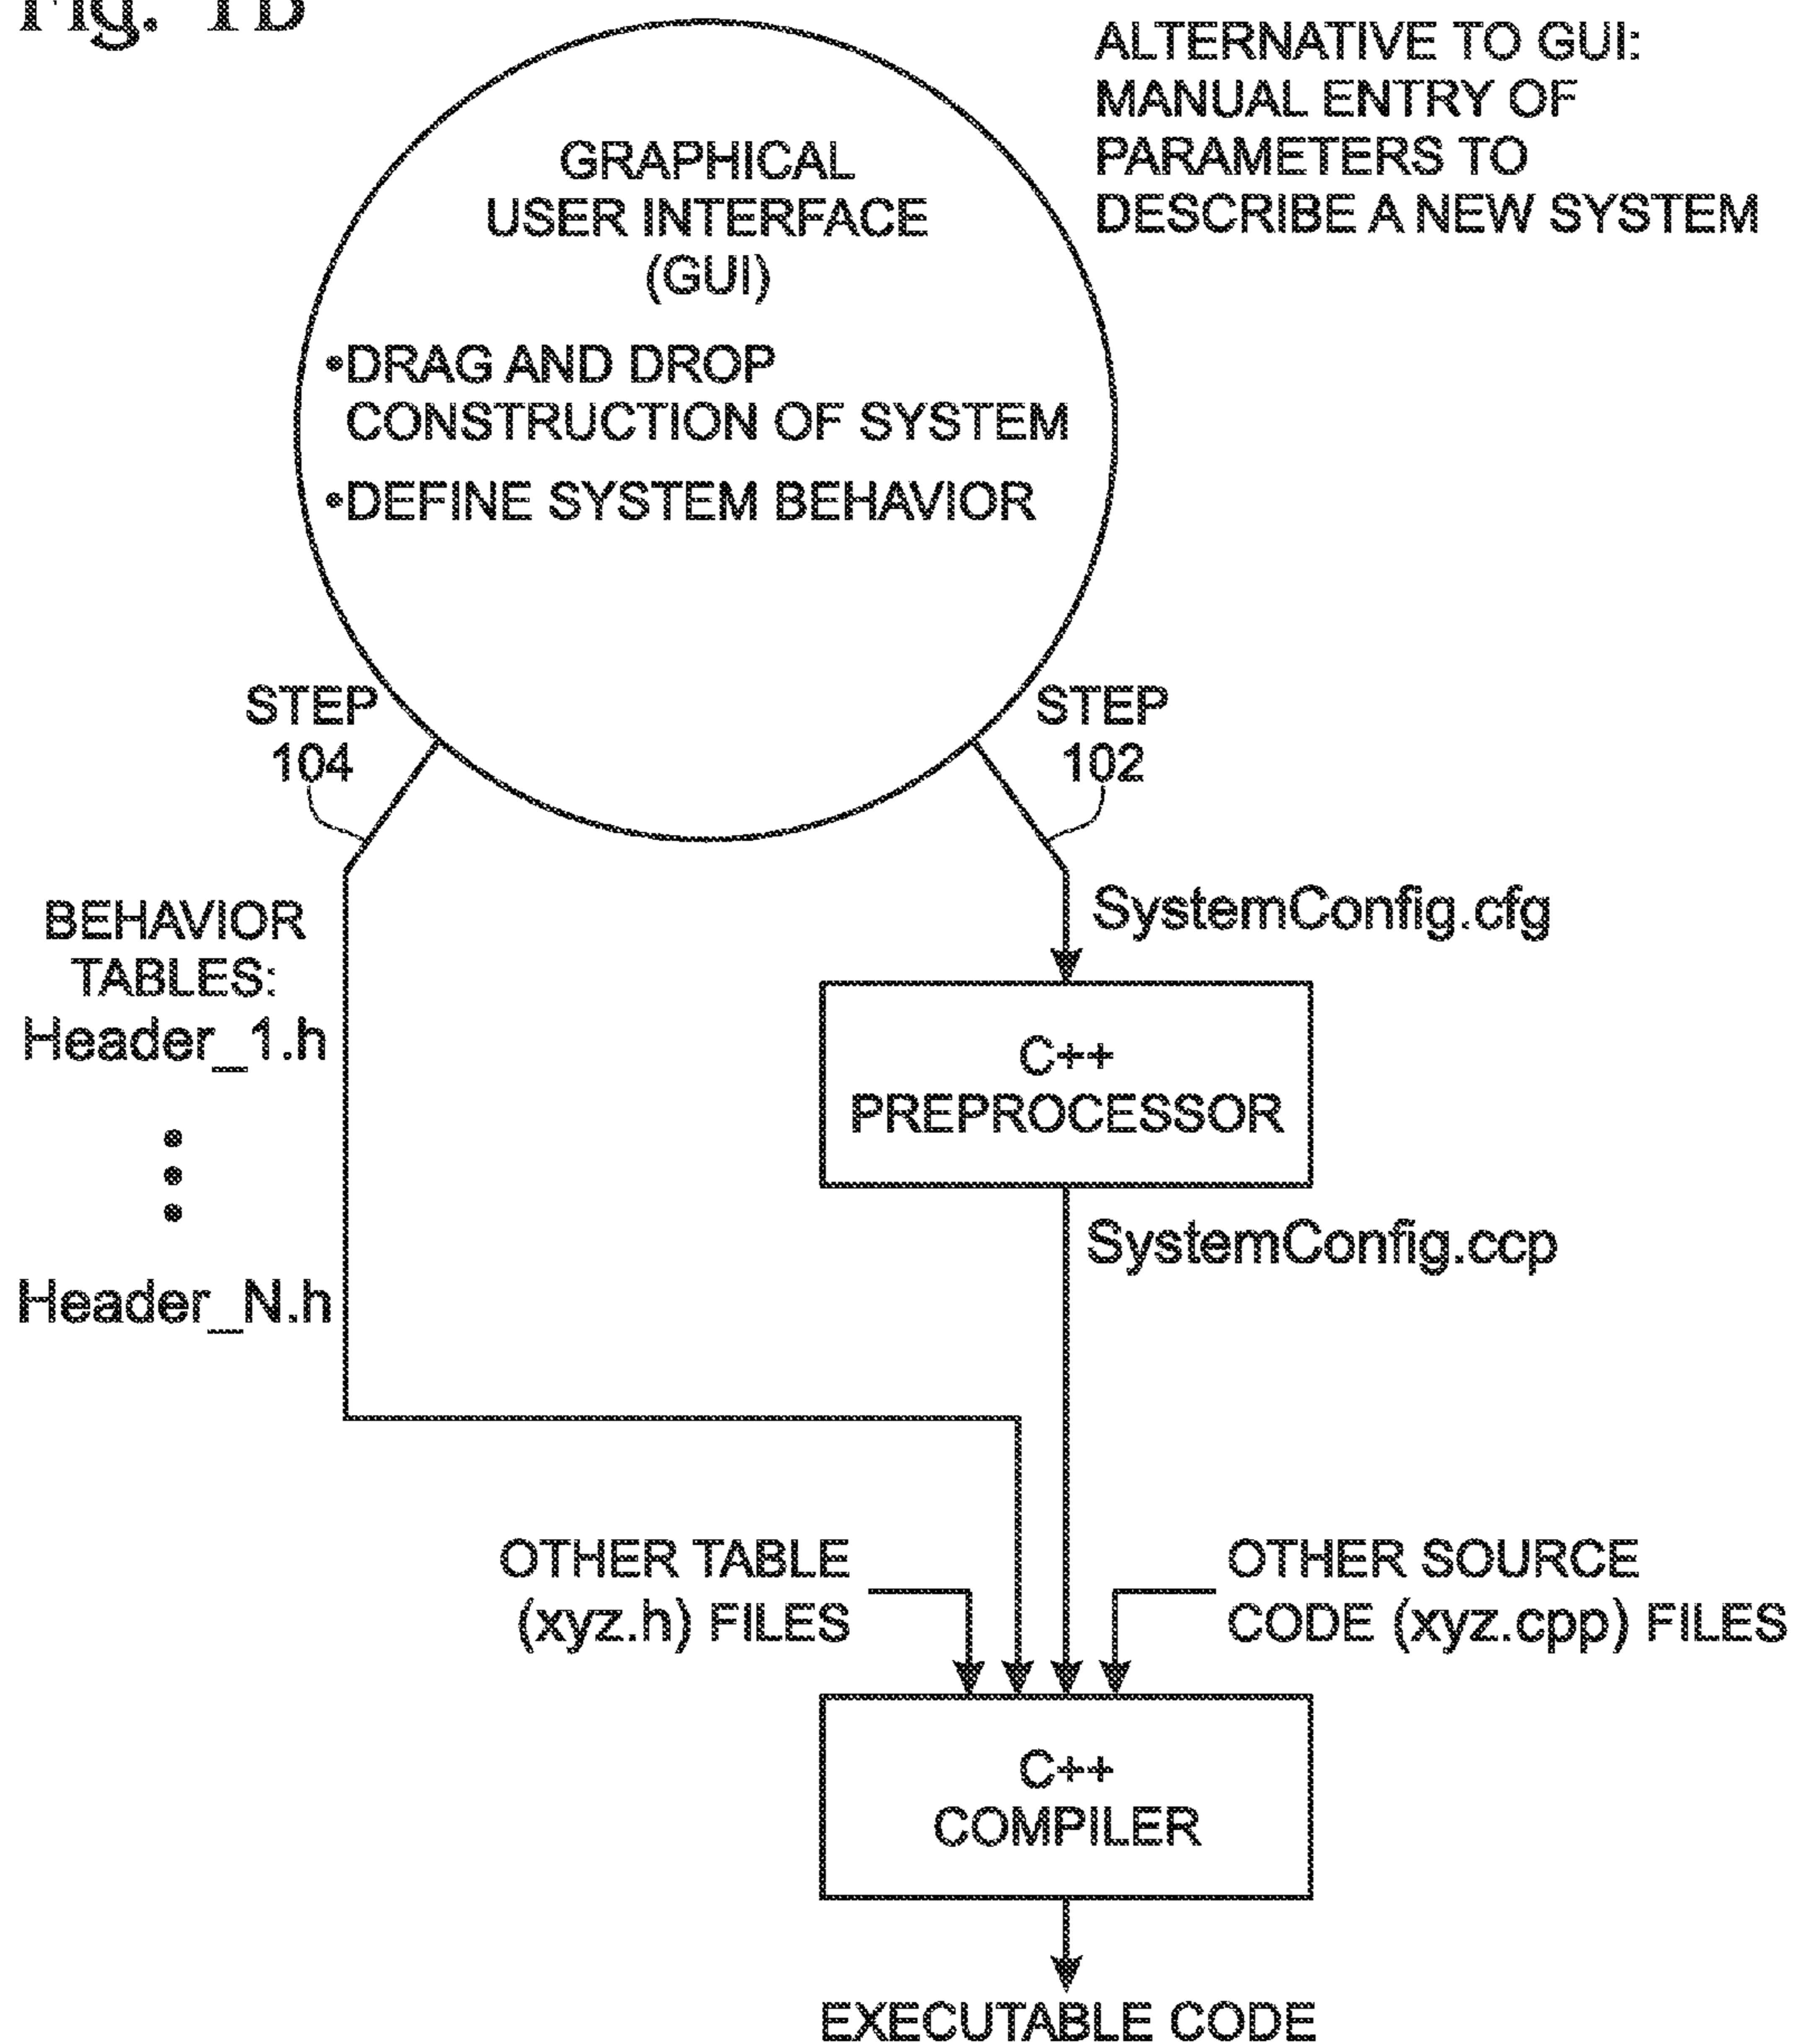 Fig. 1B
ALTERNATIVE TO GUI:
MANUAL ENTRY OF
PARAMETERS TO
DESCRIBE A NEW SYSTEM
GRAPHICAL
USER INTERFACE
(GUI)
•DRAG AND DROP
CONSTRUCTION OF SYSTEM
•DEFINE SYSTEM BEHAVIOR
STEP
104
STEP
102
BEHAVIOR
TABLES:
Header_1.h
Header_N.h
SystemConfig.cfg
C++
PREPROCESSOR
SystemConfig.ccp
OTHER TABLE
(xyz.h) FILES
OTHER SOURCE
CODE (xyz.cpp) FILES
C++
COMPILER
EXECUTABLE CODE